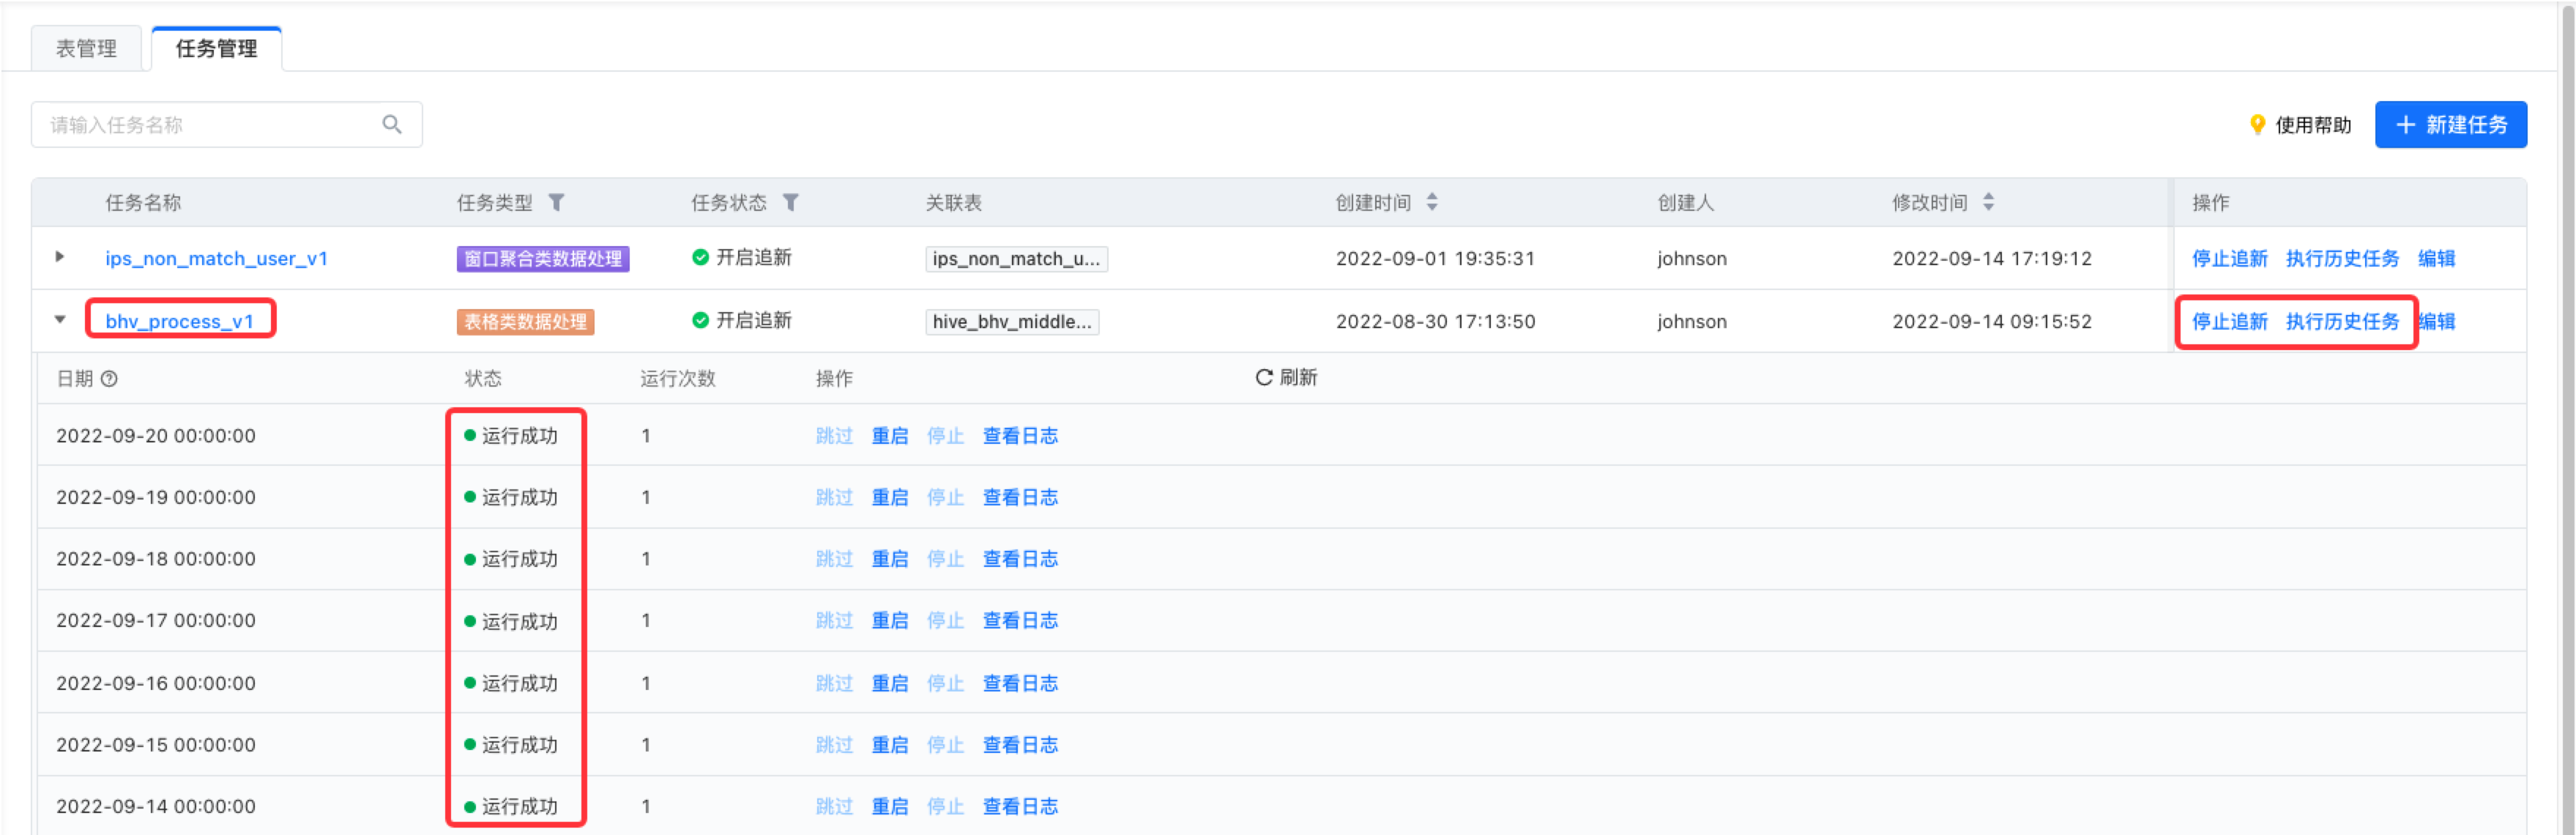 表管理 任务管理
请输入任务名称 使用帮助 新建任务
任务名称 任务类型 任务状态 关联表 创建时间 创建人 修改时间 操作
ips_non_match_user_v1 窗口聚合类数据处理 开启追新 ips_non_match_u... 2022-09-01 19:35:31 johnson 2022-09-14 17:19:12 停止追新 执行历史任务 编辑
bhv_process_v1 表格类数据处理 开启追新 hive_bhv_middle... 2022-08-30 17:13:50 johnson 2022-09-14 09:15:52 停止追新 执行历史任务 编辑
日期 状态 运行次数 操作 刷新
2022-09-20 00:00:00 运行成功 1 跳过 重启 停止 查看日志
2022-09-19 00:00:00 运行成功 1 跳过 重启 停止 查看日志
2022-09-18 00:00:00 运行成功 1 跳过 重启 停止 查看日志
2022-09-17 00:00:00 运行成功 1 跳过 重启 停止 查看日志
2022-09-16 00:00:00 运行成功 1 跳过 重启 停止 查看日志
2022-09-15 00:00:00 运行成功 1 跳过 重启 停止 查看日志
2022-09-14 00:00:00 运行成功 1 跳过 重启 停止 查看日志